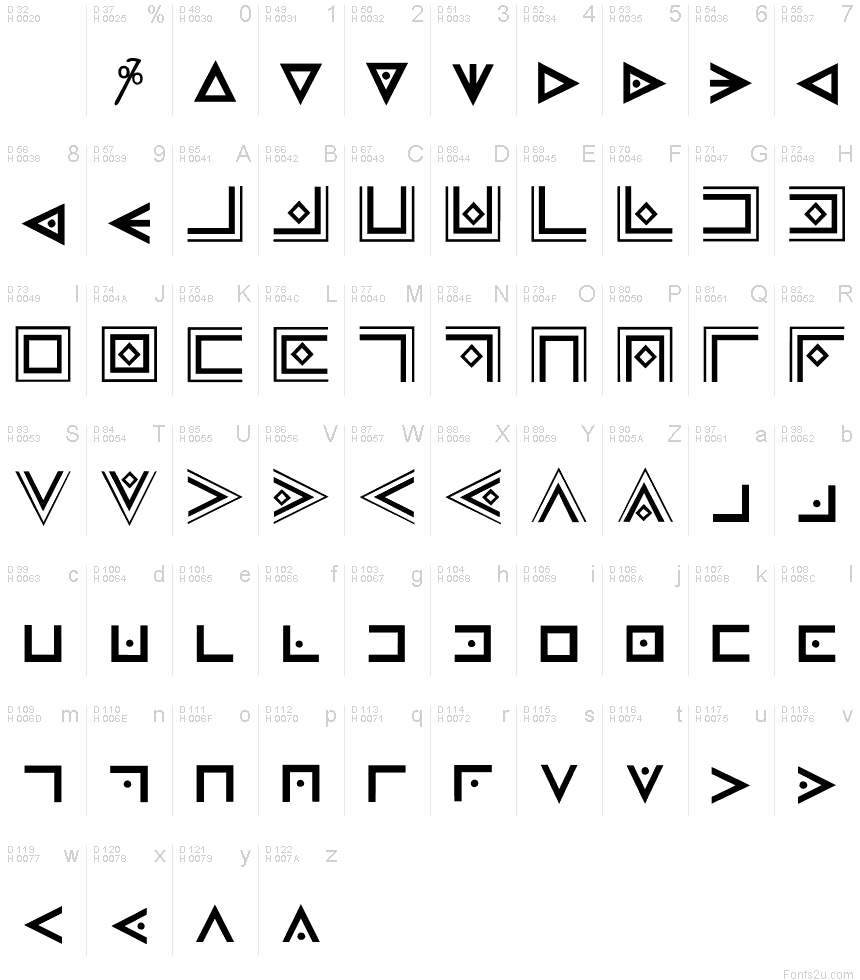 D 32 H 0020 D 37 H 0025 % D 48 H 0030 0 D 49 H 0031 1 D 50 H 0032 2 D 51 H 0033 3 D 52 H 0034 4 D 53 H 0035 5 D 54 H 0036 6 D 55 H 0037 7
%
D 56 H 0038 8 D 57 H 0039 9 D 65 H 0041 A D 66 H 0042 B D 67 H 0043 C D 68 H 0044 D D 69 H 0045 E D 70 H 0046 F D 71 H 0047 G D 72 H 0048 H
D 73 H 0049 I D 74 H 004A J D 75 H 004B K D 76 H 004C L D 77 H 004D M D 78 H 004E N D 79 H 004F O D 80 H 0050 P D 81 H 0051 Q D 82 H 0052 R
D 83 H 0053 S D 84 H 0054 T D 85 H 0055 U D 86 H 0056 V D 87 H 0057 W D 88 H 0058 X D 89 H 0059 Y D 90 H 005A Z D 97 H 0061 a D 98 H 0062 b
D 99 H 0063 c D 100 H 0064 d D 101 H 0065 e D 102 H 0066 f D 103 H 0067 g D 104 H 0068 h D 105 H 0069 i D 106 H 006A j D 107 H 006B k D 108 H 006C l
D 109 H 006D m D 110 H 006E n D 111 H 006F o D 112 H 0070 p D 113 H 0071 q D 114 H 0072 r D 115 H 0073 s D 116 H 0074 t D 117 H 0075 u D 118 H 0076 v
D 119 H 0077 w D 120 H 0078 x D 121 H 0079 y D 122 H 007A z
Fonts2u.com